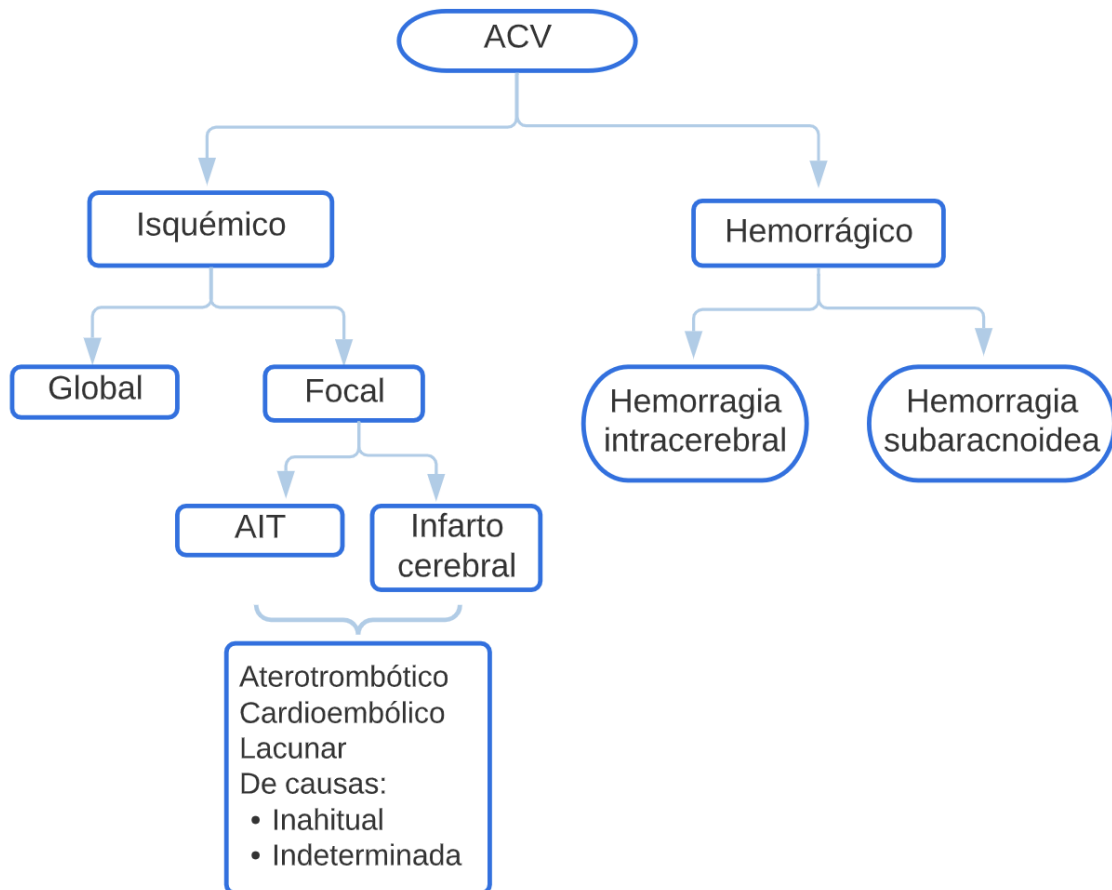 ACV
Isquémico
Hemorrágico
Global
Focal
Hemorragia
intracerebral
Hemorragia
subaracnoidea
AIT
Infarto
cerebral
Aterotrombótico
Cardioembólico
Lacunar
De causas:
• Inahitual
• Indeterminada